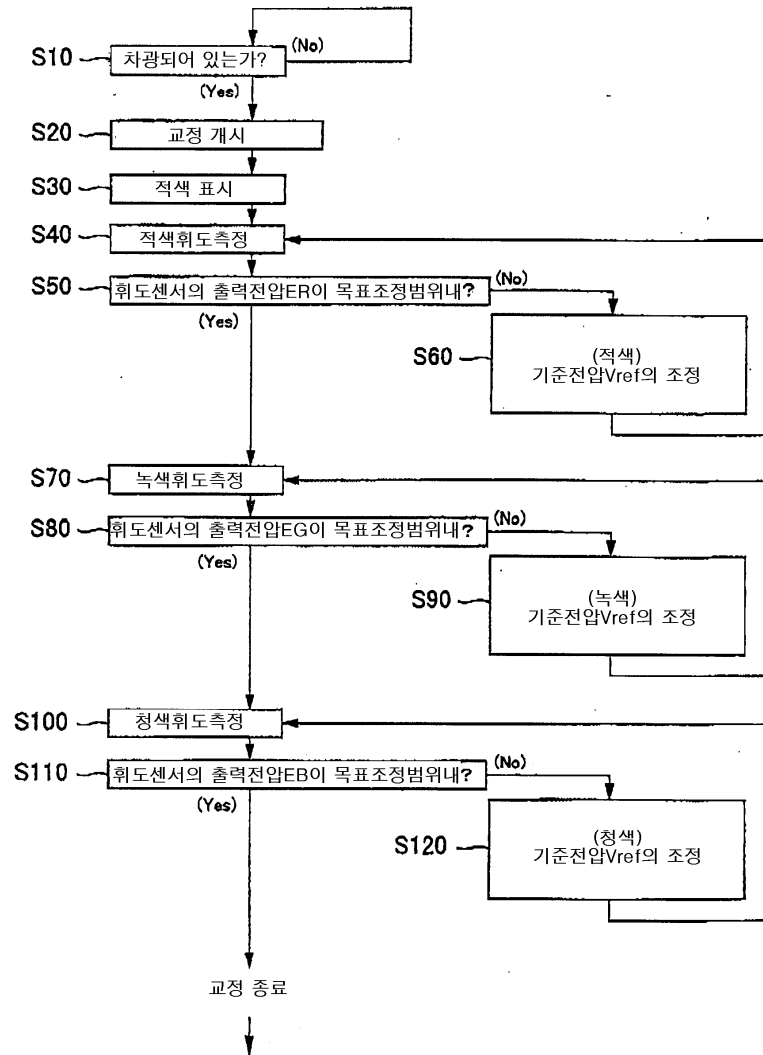 (No)
S10 차광되어 있는가?
(Yes)
S20 교정 개시
S30 적색 표시
S40 적색휘도측정
S50 휘도센서의 출력전압ER이 목표조정범위내?
(No)
(Yes)
S60 (적색)
기준전압Vref의 조정
S70 녹색휘도측정
S80 휘도센서의 출력전압EG이 목표조정범위내?
(No)
(Yes)
S90 (녹색)
기준전압Vref의 조정
S100 청색휘도측정
S110 휘도센서의 출력전압EB이 목표조정범위내?
(No)
(Yes)
S120 (청색)
기준전압Vref의 조정
교정 종료